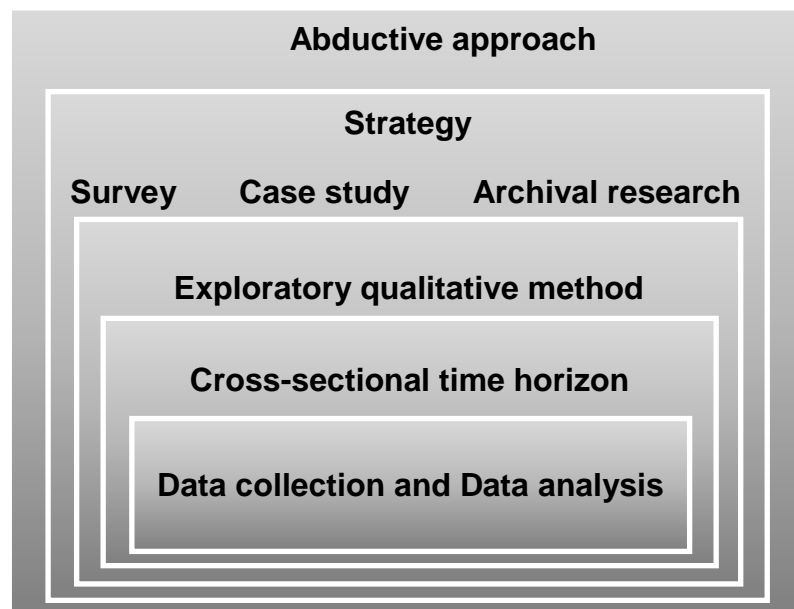 Abductive approach
Strategy
Survey Case study Archival research
Exploratory qualitative method
Cross-sectional time horizon
Data collection and Data analysis